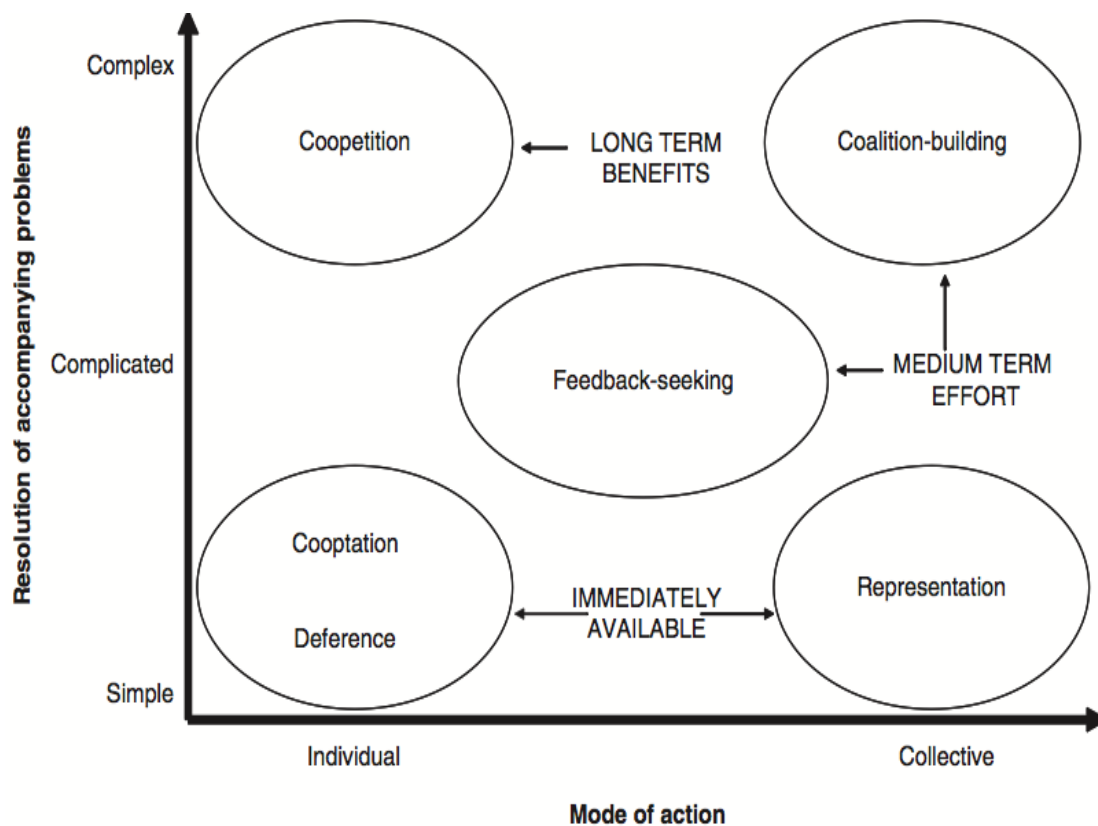 Complex
Coopetition
LONG TERM
BENEFITS
Coalition-building
Resolution of accompanying problems
Complicated
Feedback-seeking
MEDIUM TERM
EFFORT
Cooptation
Deference
IMMEDIATELY
AVAILABLE
Representation
Simple
Individual
Collective
Mode of action